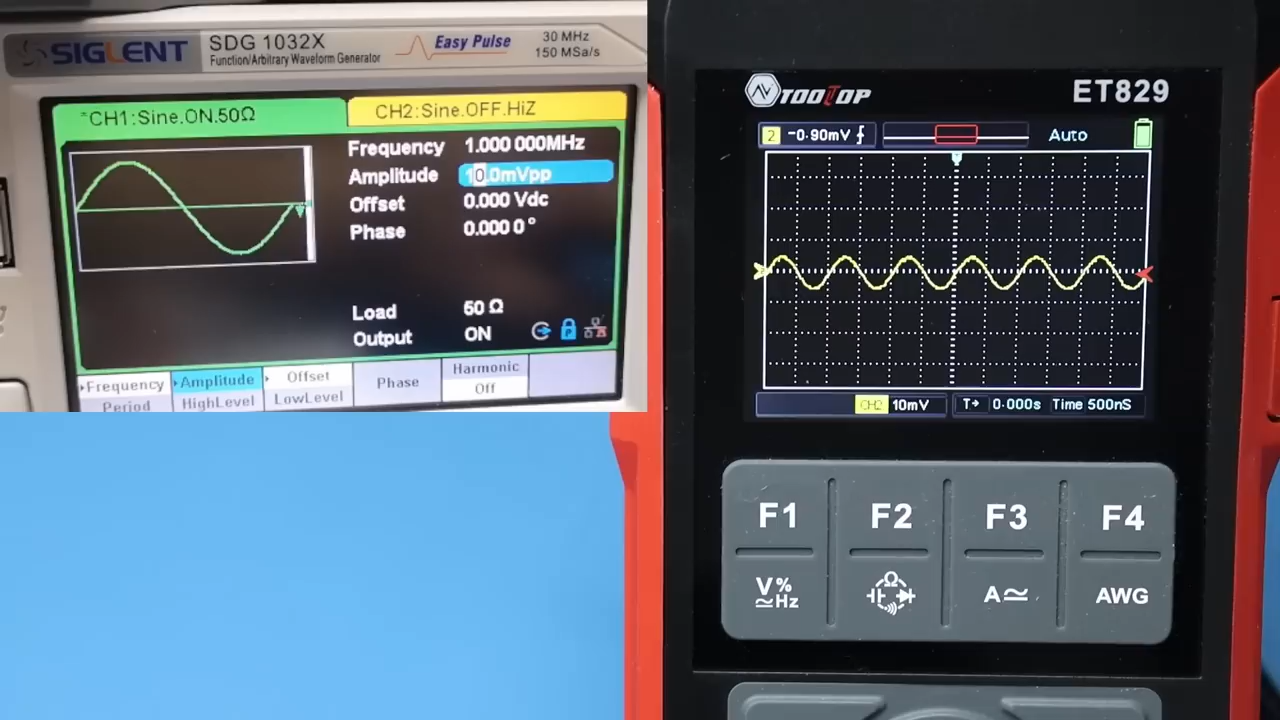 SIGLENT
SDG 1032X
Function/Arbitrary Waveform Generator
Easy Pulse
30 MHz
150 MSa/s
*CH1:Sine.ON.50Ω
CH2:Sine.OFF.HiZ
Frequency 1.000 000MHz
Amplitude 10.0mVpp
Offset 0.000 Vdc
Phase 0.000 0°
Load 50 Ω
Output ON
P
Frequency
Period
Amplitude
HighLevel
Offset
LowLevel
Phase
Harmonic
Off
TOOLTOP
ET829
2 -0.90mV
Auto
CH2 10mV
T→ 0.000s Time 500nS
F1
F2
F3
F4
V%
≂Hz
Ω
A≂
AWG